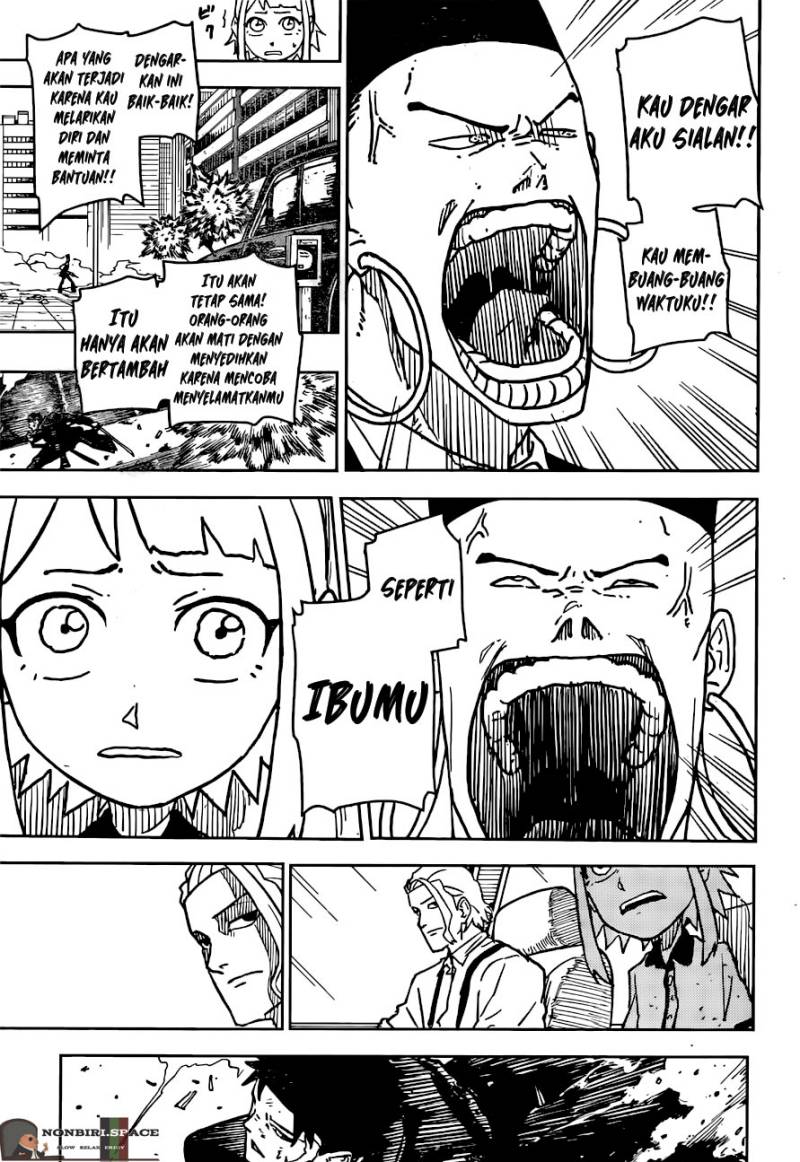 KAU DENGAR
AKU SIALAN!!
KAU MEM-
BUANG-BUANG
WAKTUKU!!
ビク
DENGAR-
KAN INI
BAIK-BAIK!
APA YANG
AKAN TERJADI
KARENA KAU
MELARIKAN
DIRI DAN
MEMINTA
BANTUAN!!
ITU AKAN
TETAP SAMA!
ORANG-ORANG
AKAN MATI DENGAN
MENYEDIHKAN
KARENA MENCOBA
MENYELAMATKANMU
ITU
HANYA AKAN
BERTAMBAH
SEPERTI
IBUMU
NONBIRI.SPACE